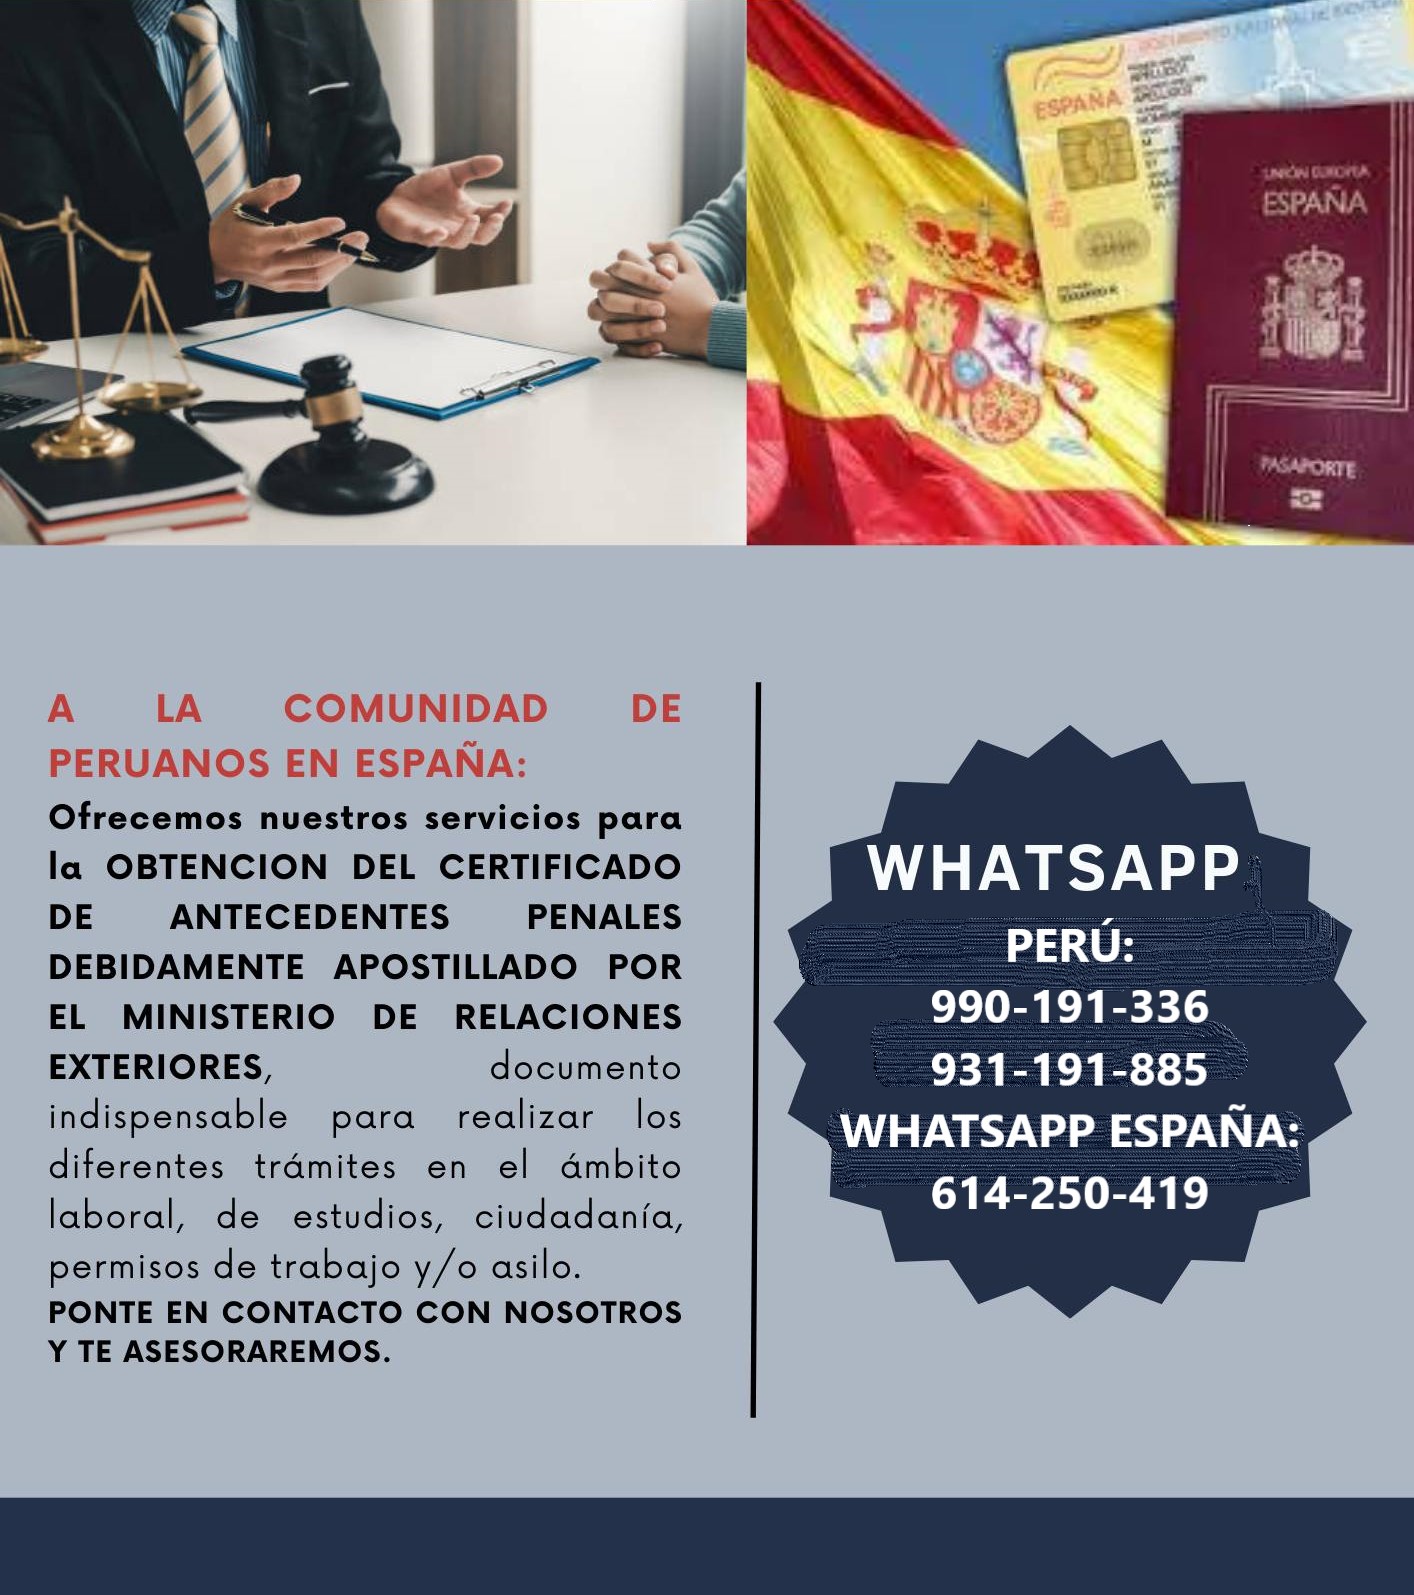 ESPAÑA
UNIÓN EUROPEA
ESPAÑA
PASAPORTE
A LA COMUNIDAD DE
PERUANOS EN ESPAÑA:
Ofrecemos nuestros servicios para
la OBTENCION DEL CERTIFICADO
DE ANTECEDENTES PENALES
DEBIDAMENTE APOSTILLADO POR
EL MINISTERIO DE RELACIONES
EXTERIORES, documento
indispensable para realizar los
diferentes trámites en el ámbito
laboral, de estudios, ciudadanía,
permisos de trabajo y/o asilo.
PONTE EN CONTACTO CON NOSOTROS
Y TE ASESORAREMOS.
WHATSAPP
PERÚ:
990-191-336
931-191-885
WHATSAPP ESPAÑA:
614-250-419